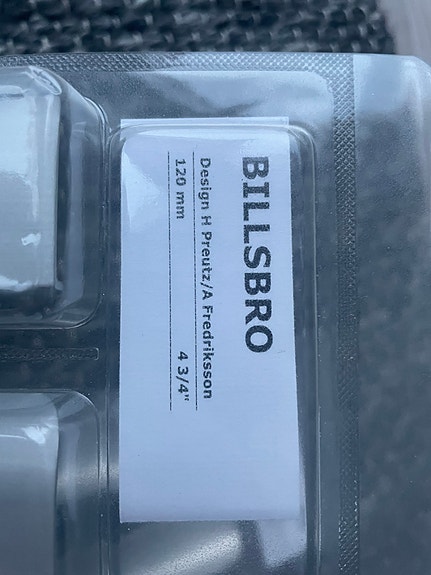 BILLSBRO
Design H Preutz/A Fredriksson
120 mm 4 3/4"